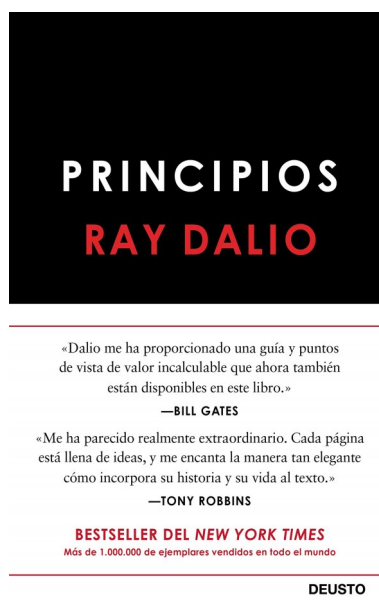 PRINCIPIOS
RAY DALIO
«Dalio me ha proporcionado una guía y puntos
de vista de valor incalculable que ahora también
están disponibles en este libro.»
—BILL GATES
«Me ha parecido realmente extraordinario. Cada página
está llena de ideas, y me encanta la manera tan elegante
cómo incorpora su historia y su vida al texto.»
—TONY ROBBINS
BESTSELLER DEL NEW YORK TIMES
Más de 1.000.000 de ejemplares vendidos en todo el mundo
DEUSTO